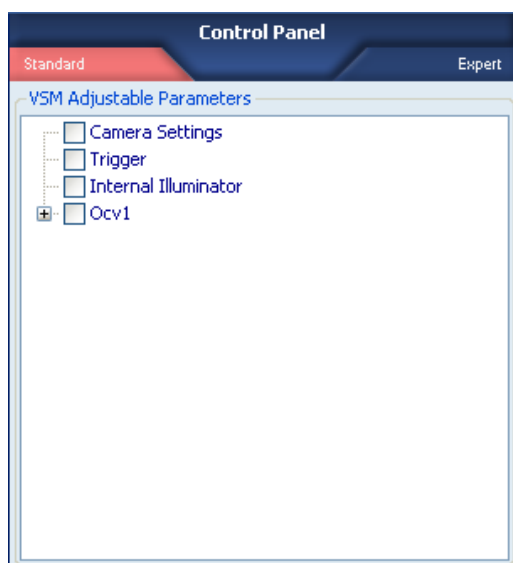 Control Panel
Standard Expert
VSM Adjustable Parameters
Camera Settings
Trigger
Internal Illuminator
Ocv1